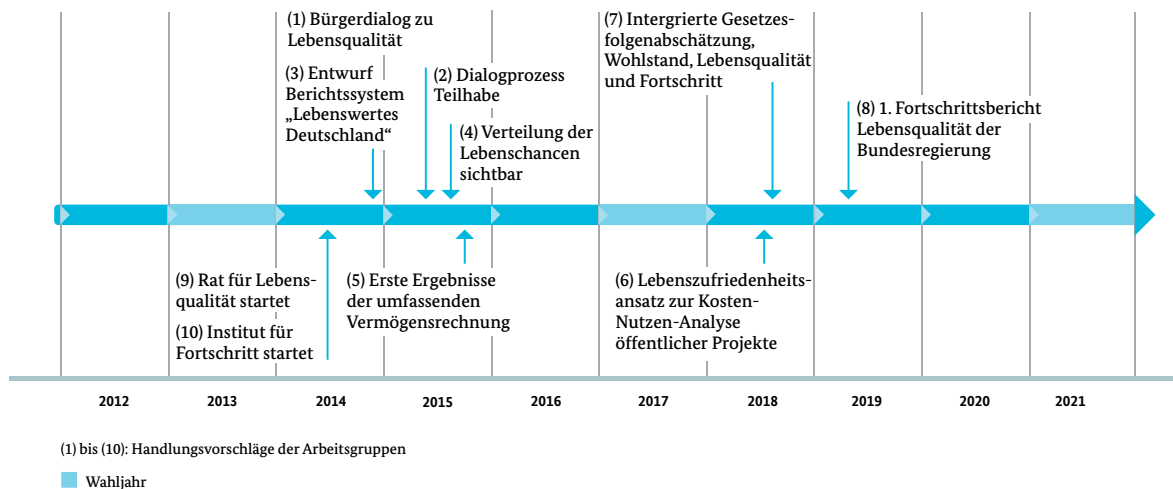 (1) Bürgerdialog zu
Lebensqualität
(3) Entwurf
Berichtssystem
„Lebenswertes
Deutschland“
(2) Dialogprozess
Teilhabe
(4) Verteilung der
Lebenschancen
sichtbar
(7) Intergrierte Gesetzes-
folgenabschätzung,
Wohlstand, Lebensqualität
und Fortschritt
(8) 1. Fortschrittsbericht
Lebensqualität der
Bundesregierung
(9) Rat für Lebens-
qualität startet
(10) Institut für
Fortschritt startet
(5) Erste Ergebnisse
der umfassenden
Vermögensrechnung
(6) Lebenszufriedenheits-
ansatz zur Kosten-
Nutzen-Analyse
öffentlicher Projekte
2012 2013 2014 2015 2016 2017 2018 2019 2020 2021
(1) bis (10): Handlungsvorschläge der Arbeitsgruppen
Wahljahr